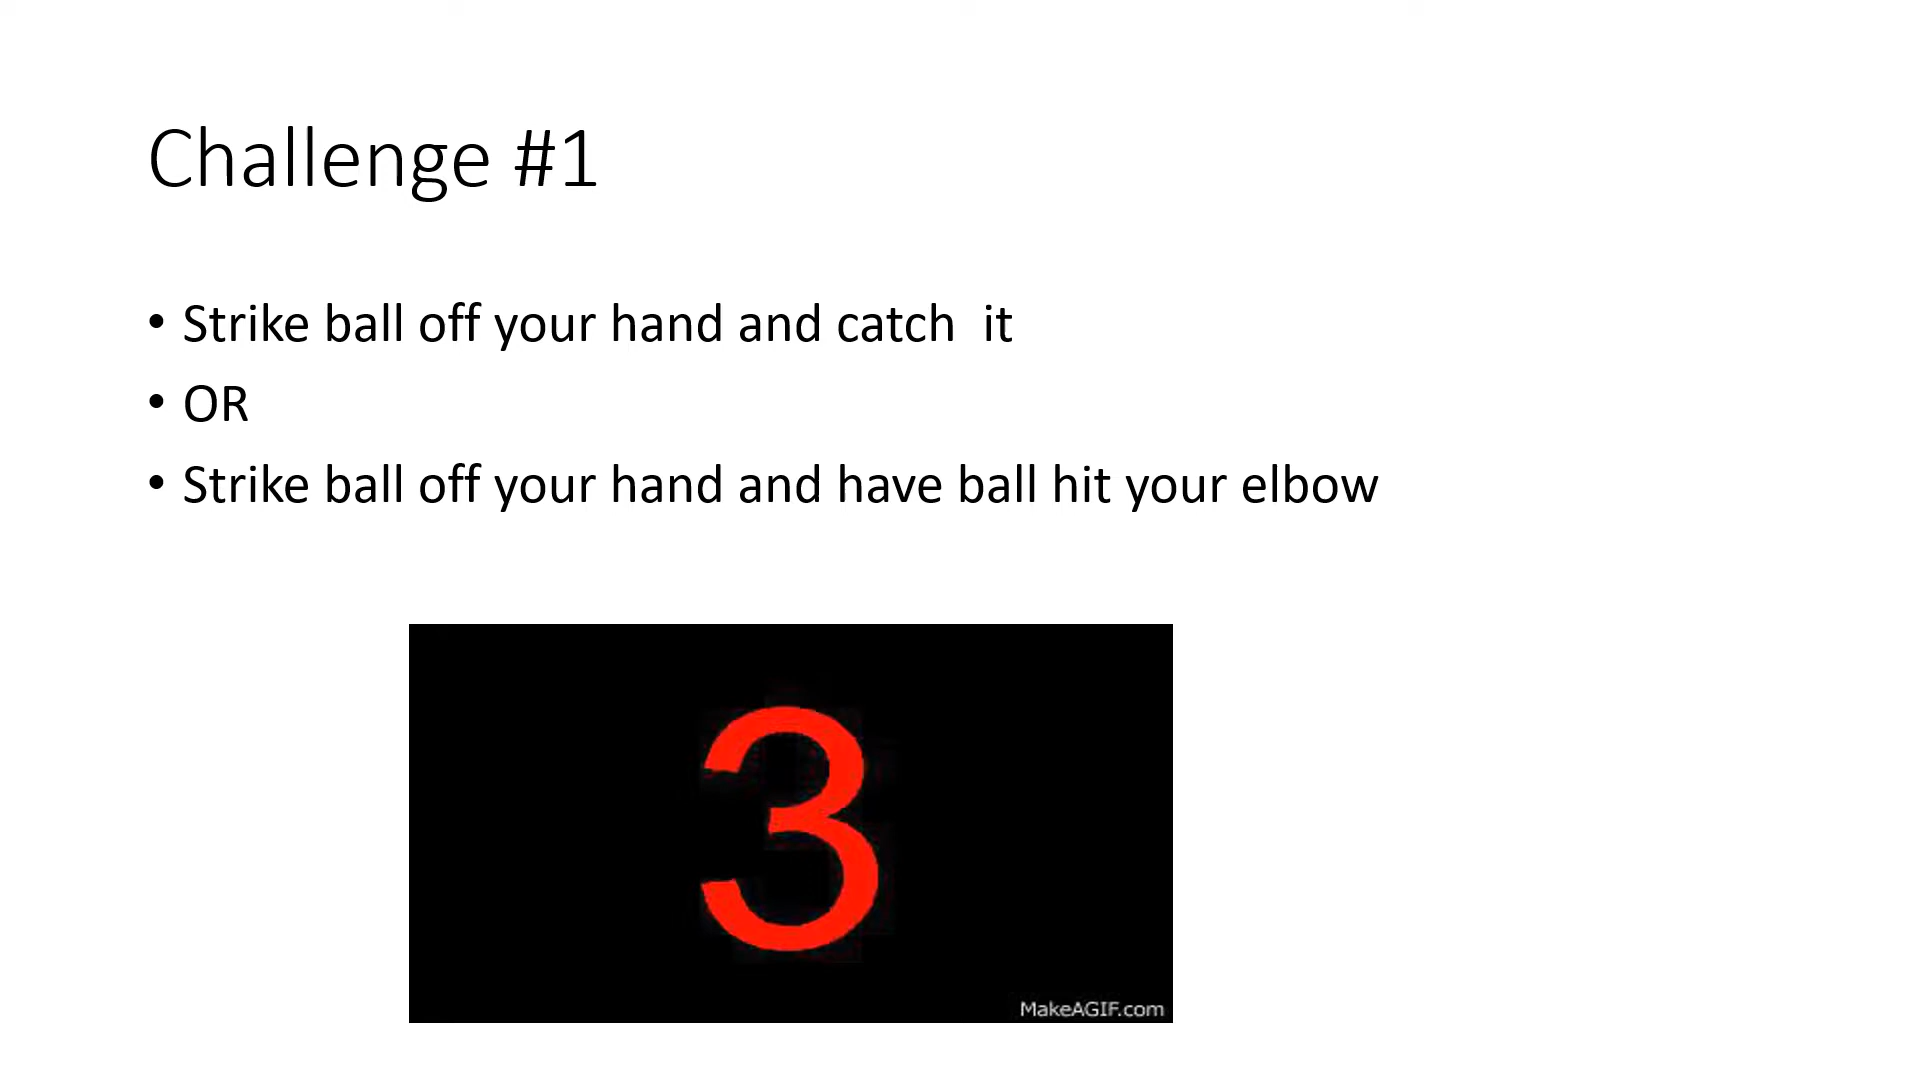 Challenge #1
• Strike ball off your hand and catch  it
• OR
• Strike ball off your hand and have ball hit your elbow
3
MakeAGIF.com